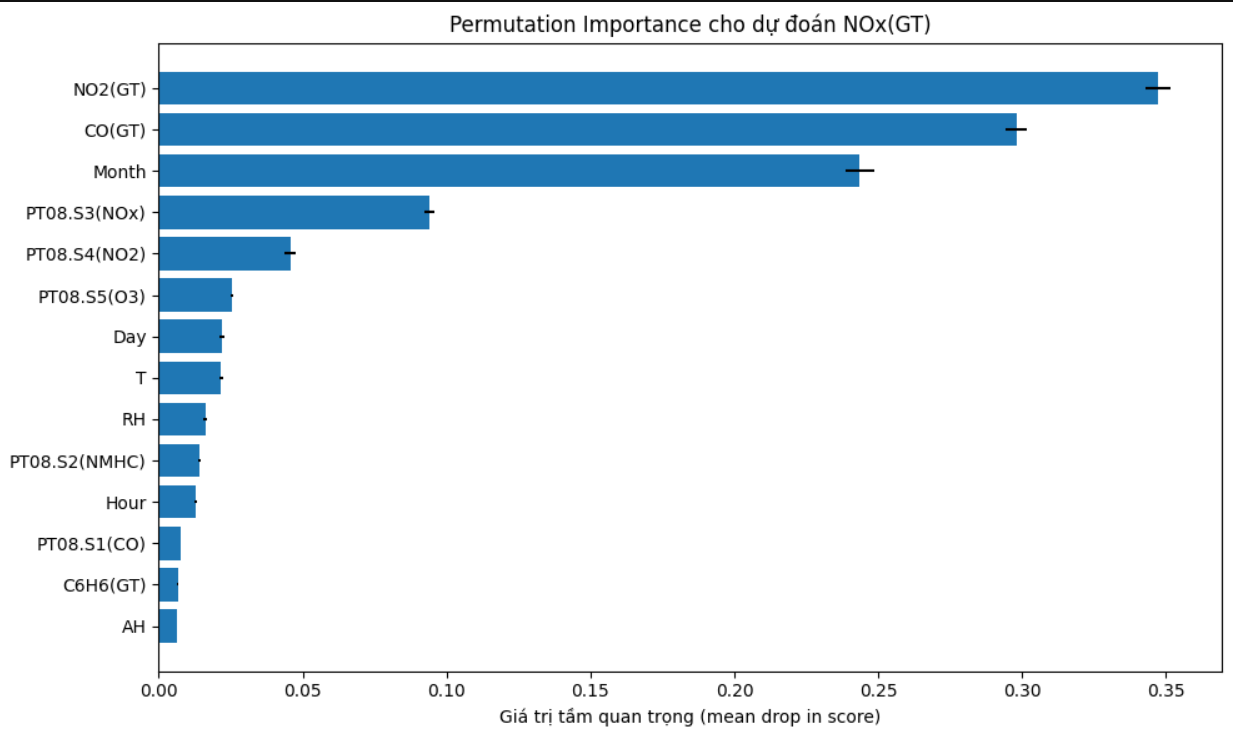 Permutation Importance cho dự đoán NOx(GT)
NO2(GT)
CO(GT)
Month
PT08.S3(NOx)
PT08.S4(NO2)
PT08.S5(O3)
Day
T
RH
PT08.S2(NMHC)
Hour
PT08.S1(CO)
C6H6(GT)
AH
0.00 0.05 0.10 0.15 0.20 0.25 0.30 0.35
Giá trị tầm quan trọng (mean drop in score)